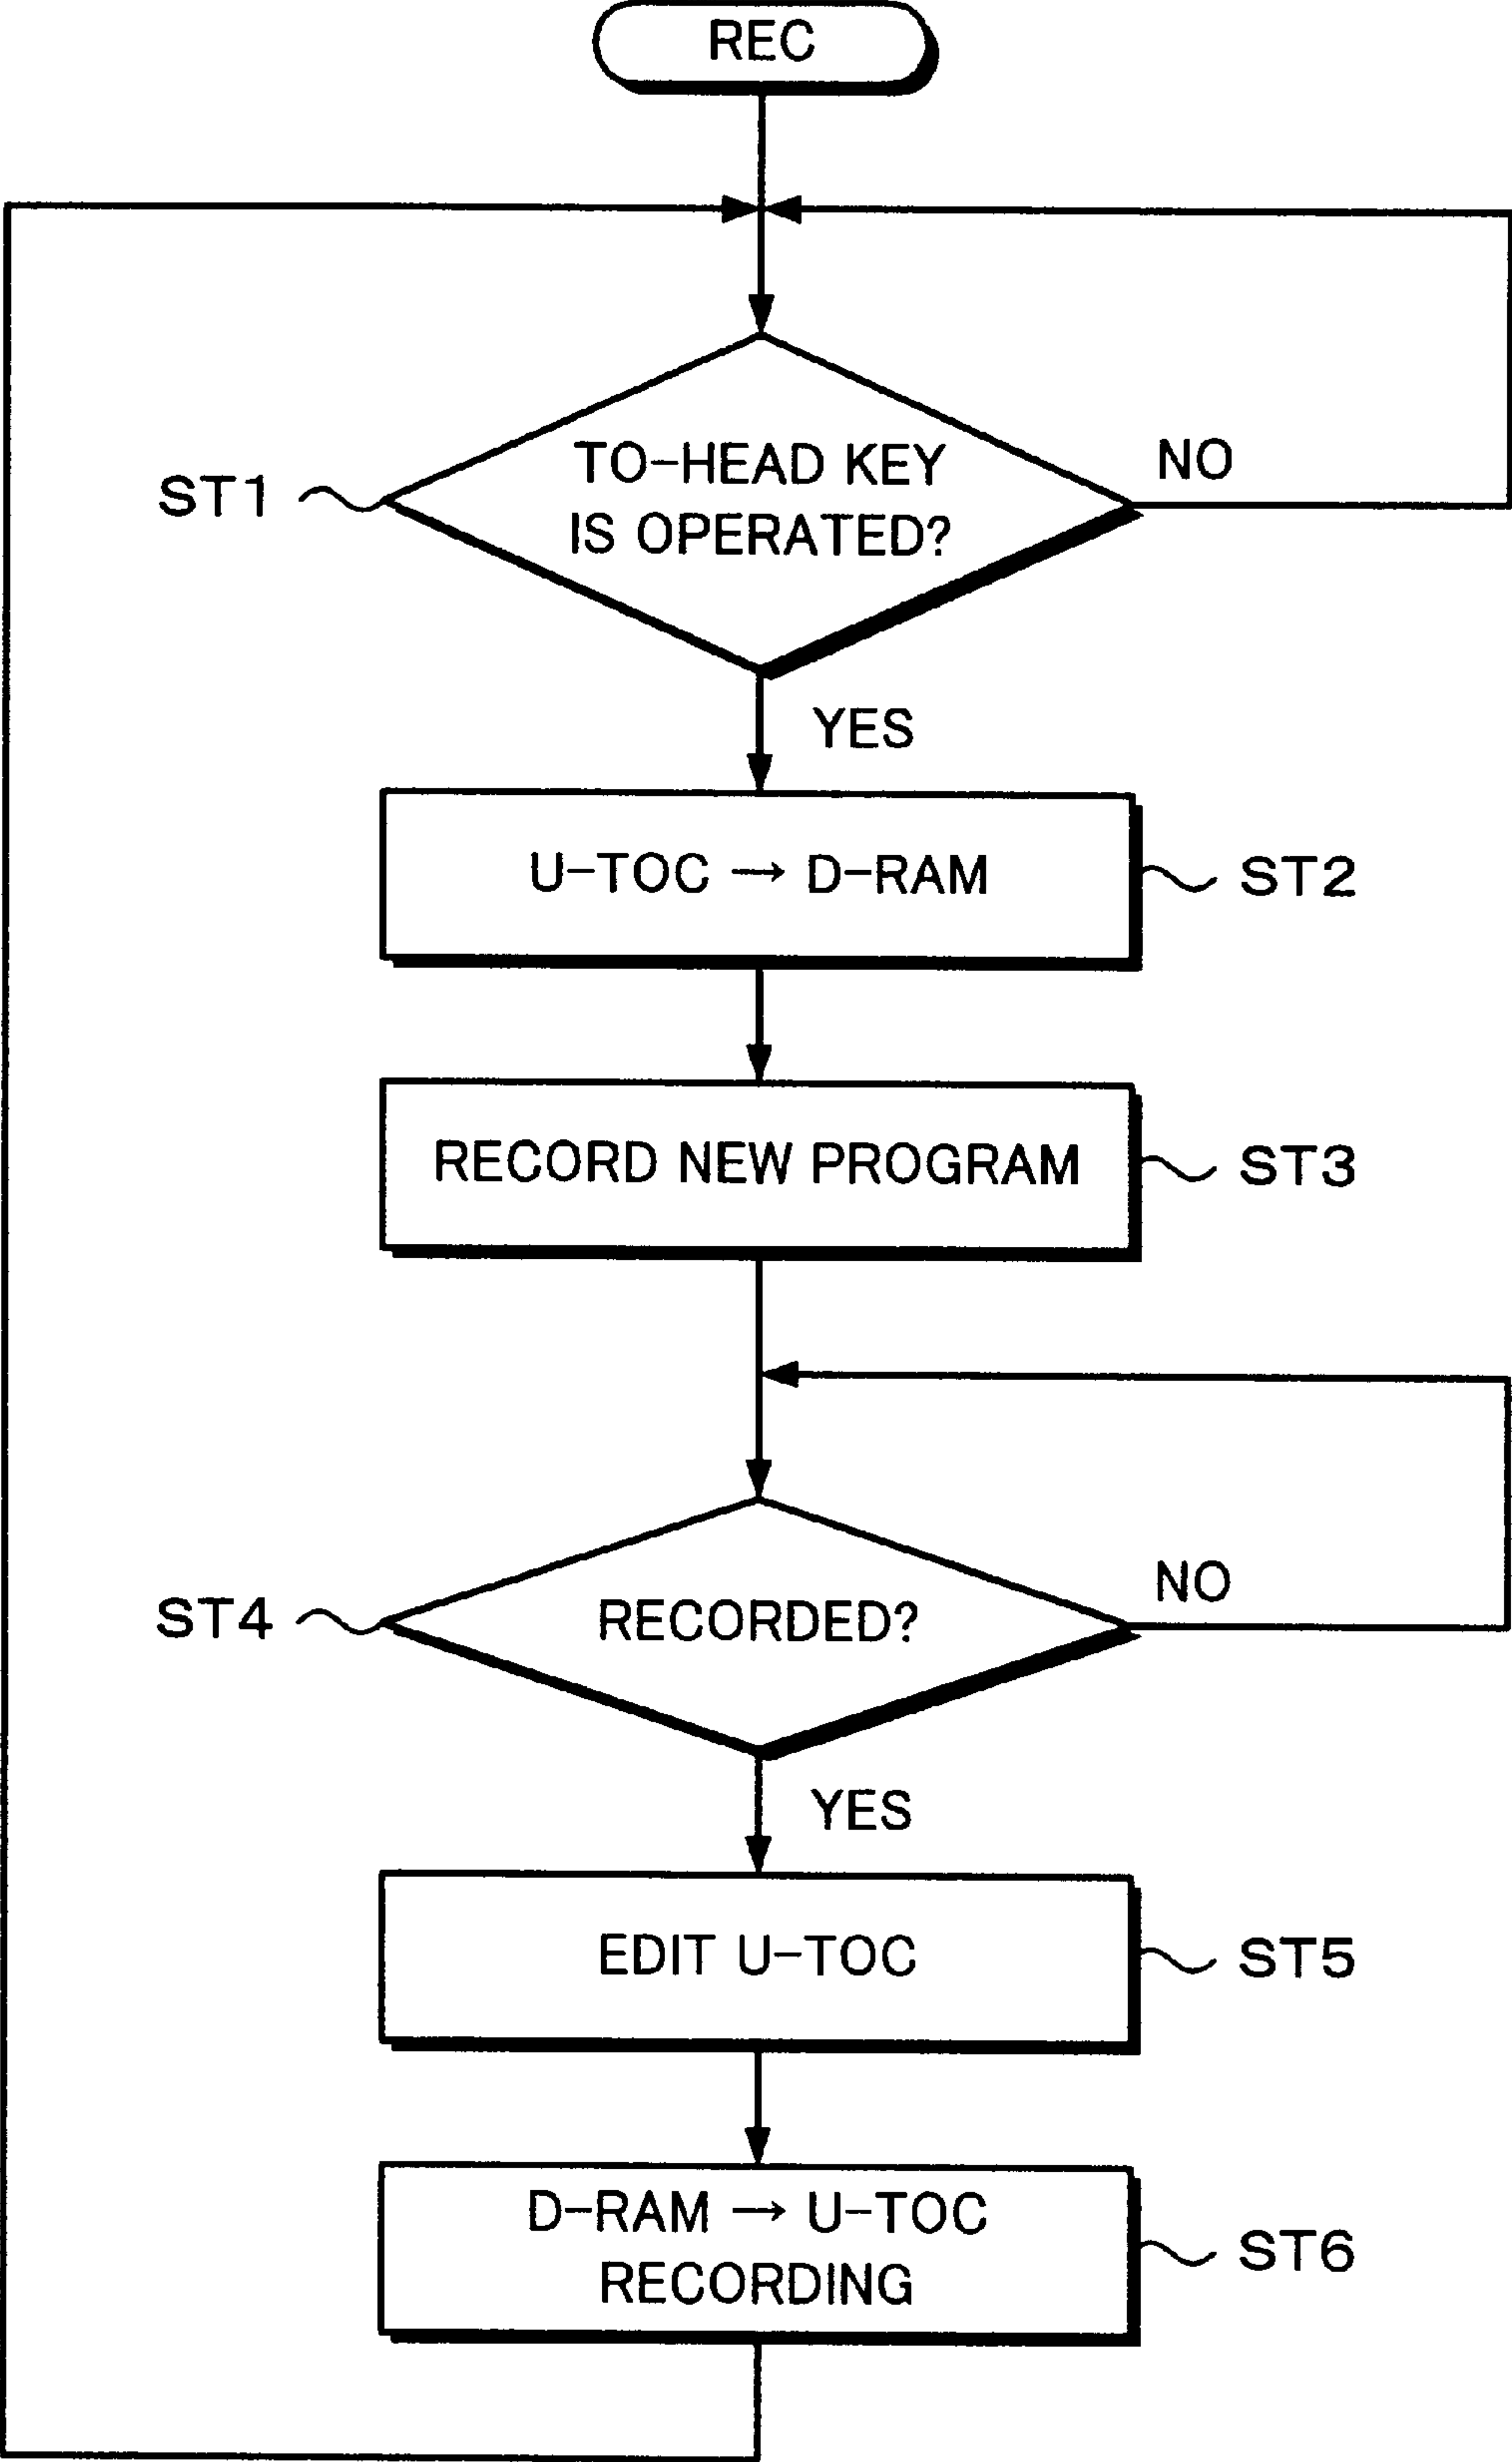 REC
TO-HEAD KEY
IS OPERATED?
NO
ST1
YES
U-TOC → D-RAM
ST2
RECORD NEW PROGRAM
ST3
RECORDED?
NO
ST4
YES
EDIT U-TOC
ST5
D-RAM → U-TOC
RECORDING
ST6